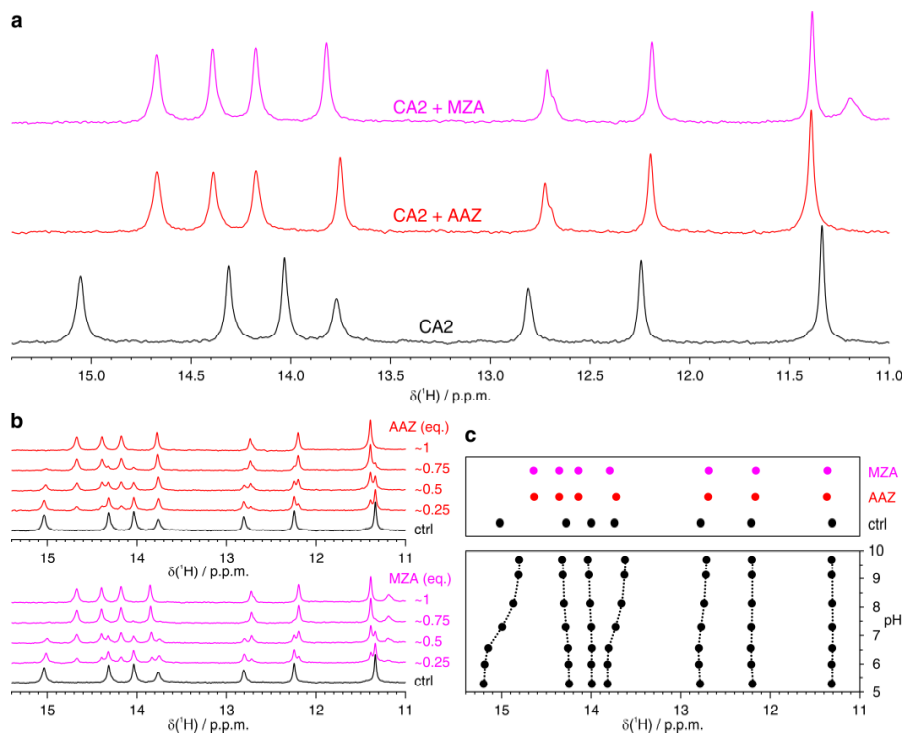 a
CA2 + MZA
CA2 + AAZ
CA2
15.0 14.5 14.0 13.5 13.0 12.5 12.0 11.5 11.0
δ(¹H) / p.p.m.
b
AAZ (eq.)
~1
~0.75
~0.5
~0.25
ctrl
15 14 13 12 11
δ(¹H) / p.p.m.
MZA (eq.)
~1
~0.75
~0.5
~0.25
ctrl
15 14 13 12 11
δ(¹H) / p.p.m.
c
MZA
AAZ
ctrl
10
9
8
pH
7
6
5
15 14 13 12 11
δ(¹H) / p.p.m.